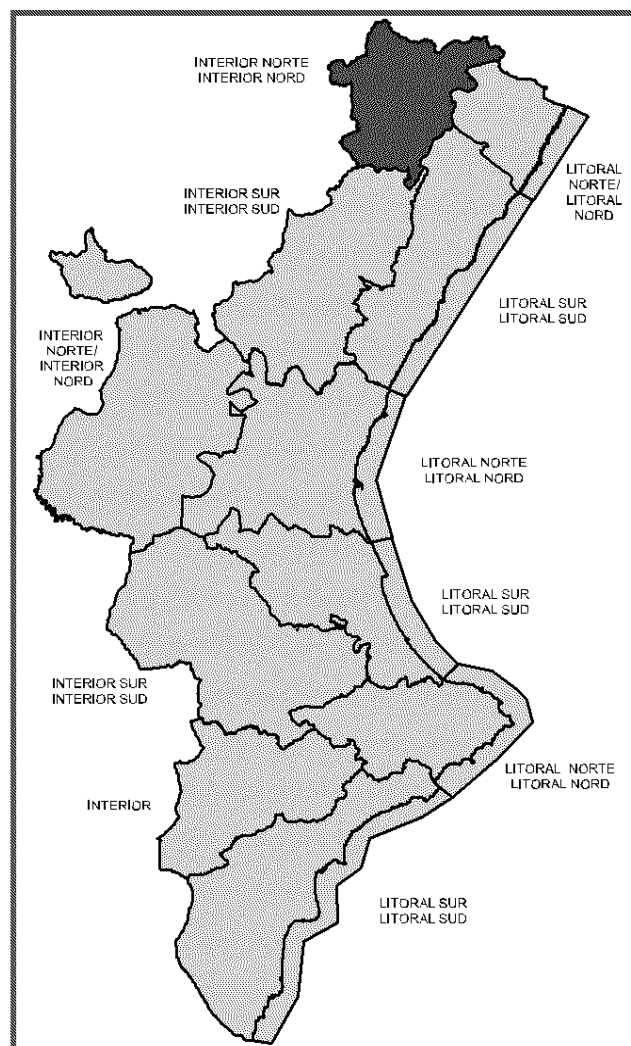 INTERIOR NORTE
INTERIOR NORD
LITORAL
NORTE/
LITORAL
NORD
INTERIOR SUR
INTERIOR SUD
LITORAL SUR
LITORAL SUD
INTERIOR
NORTE/
INTERIOR
NORD
LITORAL NORTE
LITORAL NORD
LITORAL SUR
LITORAL SUD
INTERIOR SUR
INTERIOR SUD
LITORAL NORTE
LITORAL NORD
INTERIOR
LITORAL SUR
LITORAL SUD